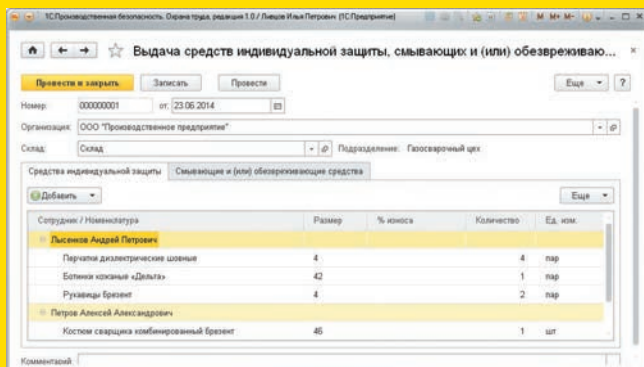 1С:Производственная безопасность. Охрана труда, редакция 1.0 / Лившов Илья Петрович (1С:Предприятие)
M M+ M-
Выдача средств индивидуальной защиты, смывающих и (или) обезвреживаю...
Провести и закрыть Записать Провести Еще ?
Номер: 000000001 от: 23.06.2014
Организация: ООО "Производственное предприятие"
Склад: Склад Подразделение: Газосварочный цех
Средства индивидуальной защиты Смывающие и (или) обезвреживающие средства
Добавить Еще
Сотрудник / Номенклатура Размер % износа Количество Ед. изм.
Лысенков Андрей Петрович
Перчатки диэлектрические шовные 4 4 пар
Ботинки кожаные «Дельта» 42 1 пар
Рукавицы брезент 4 2 пар
Петров Алексей Александрович
Костюм сварщика комбинированный брезент 46 1 шт
Комментарий: